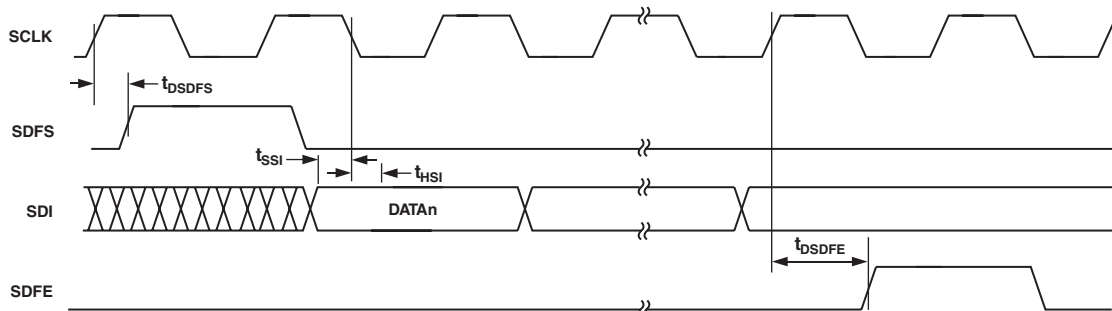 SCLK
tDSDFS
SDFS
tSSI
tHSI
SDI
DATAn
tDSDFE
SDFE